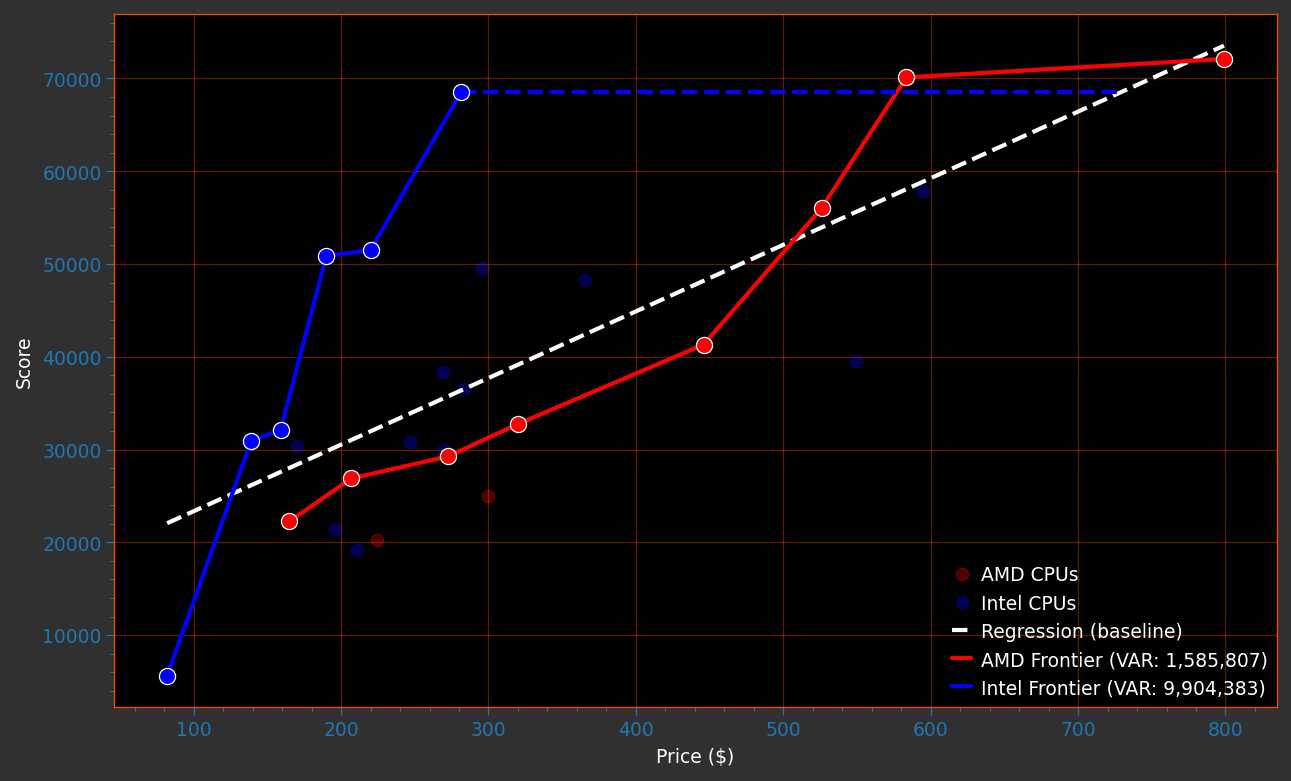 70000
60000
50000
40000
30000
20000
10000
Score
100 200 300 400 500 600 700 800
Price ($)
AMD CPUs
Intel CPUs
Regression (baseline)
AMD Frontier (VAR: 1,585,807)
Intel Frontier (VAR: 9,904,383)